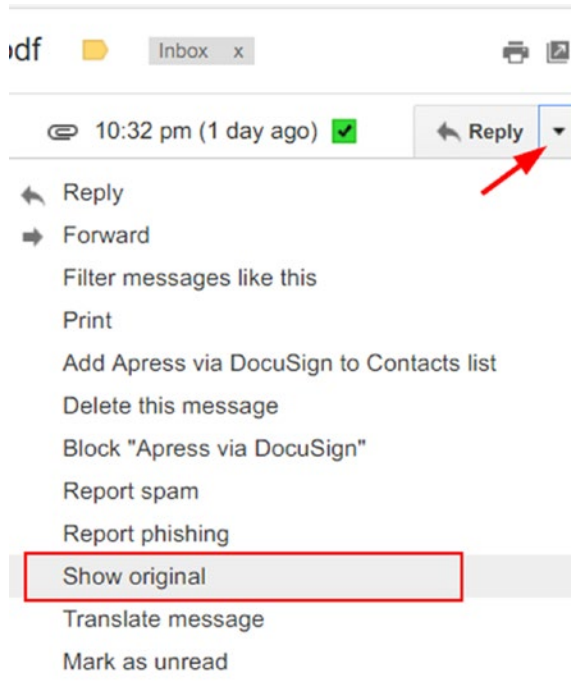 pdf Inbox x
10:32 pm (1 day ago) Reply
Reply
Forward
Filter messages like this
Print
Add Apress via DocuSign to Contacts list
Delete this message
Block "Apress via DocuSign"
Report spam
Report phishing
Show original
Translate message
Mark as unread